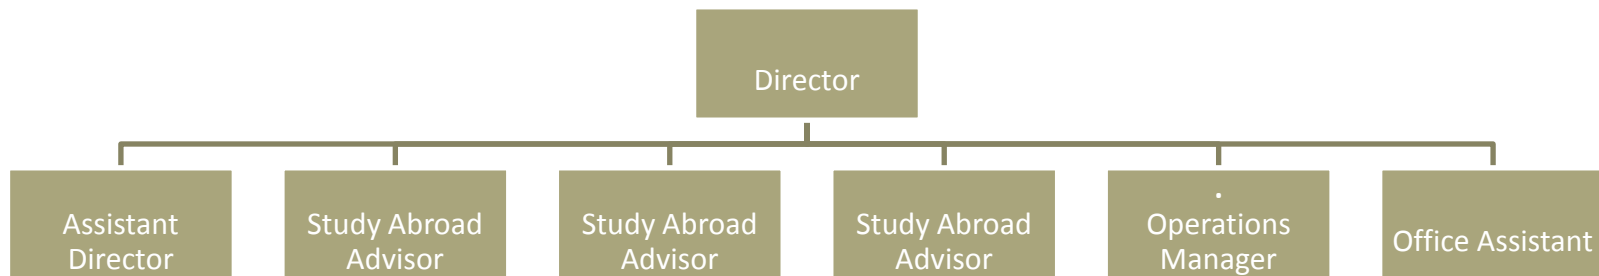 Director
Assistant
Director
Study Abroad
Advisor
Study Abroad
Advisor
Study Abroad
Advisor
.
Operations
Manager
Office Assistant